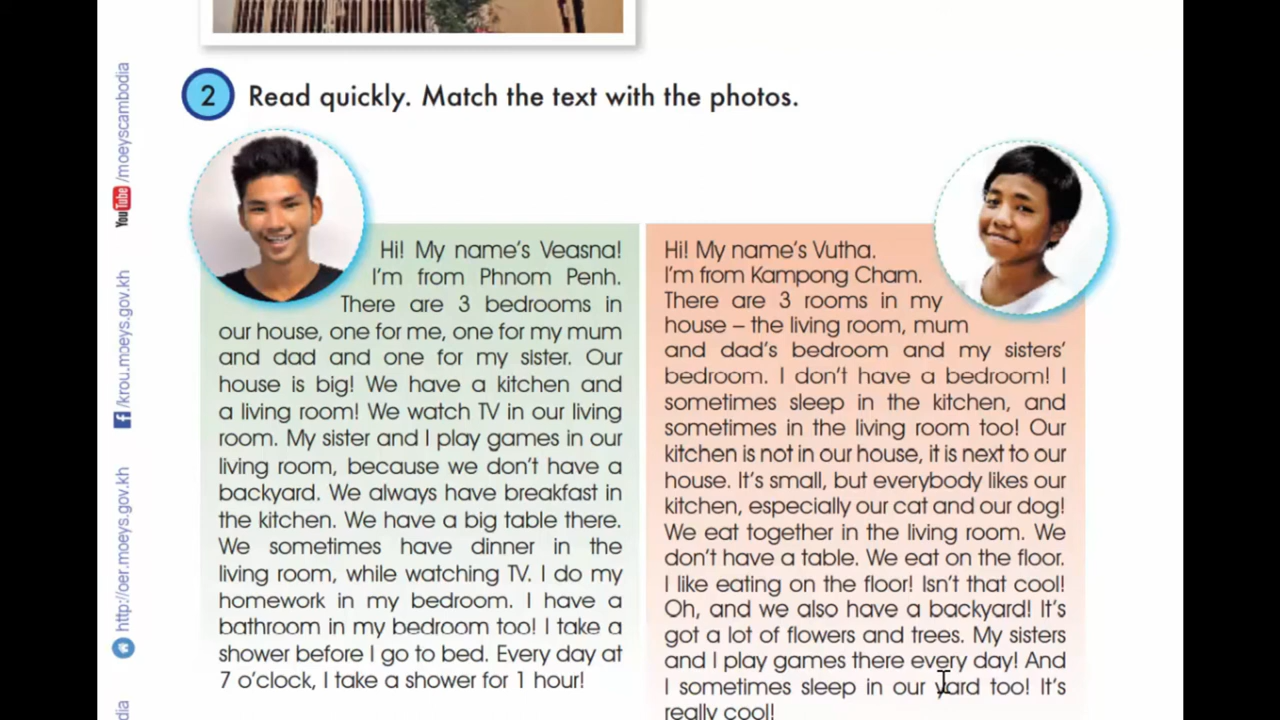 2 Read quickly. Match the text with the photos.
Hi! My name's Veasna!
I'm from Phnom Penh.
There are 3 bedrooms in
our house, one for me, one for my mum
and dad and one for my sister. Our
house is big! We have a kitchen and
a living room! We watch TV in our living
room. My sister and I play games in our
living room, because we don't have a
backyard. We always have breakfast in
the kitchen. We have a big table there.
We sometimes have dinner in the
living room, while watching TV. I do my
homework in my bedroom. I have a
bathroom in my bedroom too! I take a
shower before I go to bed. Every day at
7 o'clock, I take a shower for 1 hour!
Hi! My name's Vutha.
I'm from Kampong Cham.
There are 3 rooms in my
house – the living room, mum
and dad's bedroom and my sisters'
bedroom. I don't have a bedroom! I
sometimes sleep in the kitchen, and
sometimes in the living room too! Our
kitchen is not in our house, it is next to our
house. It's small, but everybody likes our
kitchen, especially our cat and our dog!
We eat together in the living room. We
don't have a table. We eat on the floor.
I like eating on the floor! Isn't that cool!
Oh, and we also have a backyard! It's
got a lot of flowers and trees. My sisters
and I play games there every day! And
I sometimes sleep in our yard too! It's
really cool!
YouTube /moeyscambodia
f /krou.moeys.gov.kh
http://oer.moeys.gov.kh
dia